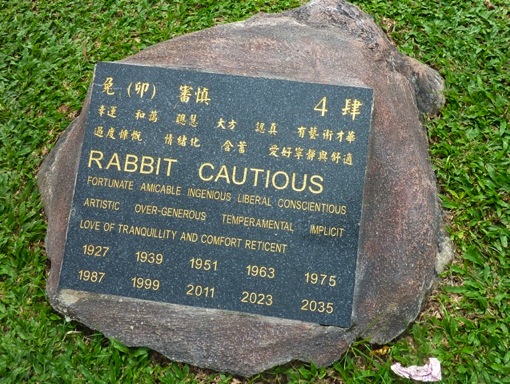 兔 (卯) 審慎 4 肆
幸運 和藹 聰慧 大方 認真 有藝術才華
過度慷慨 情緒化 含蓄 愛好寧靜與舒適
RABBIT CAUTIOUS
FORTUNATE AMICABLE INGENIOUS LIBERAL CONSCIENTIOUS
ARTISTIC OVER-GENEROUS TEMPERAMENTAL IMPLICIT
LOVE OF TRANQUILLITY AND COMFORT RETICENT
1927 1939 1951 1963 1975
1987 1999 2011 2023 2035